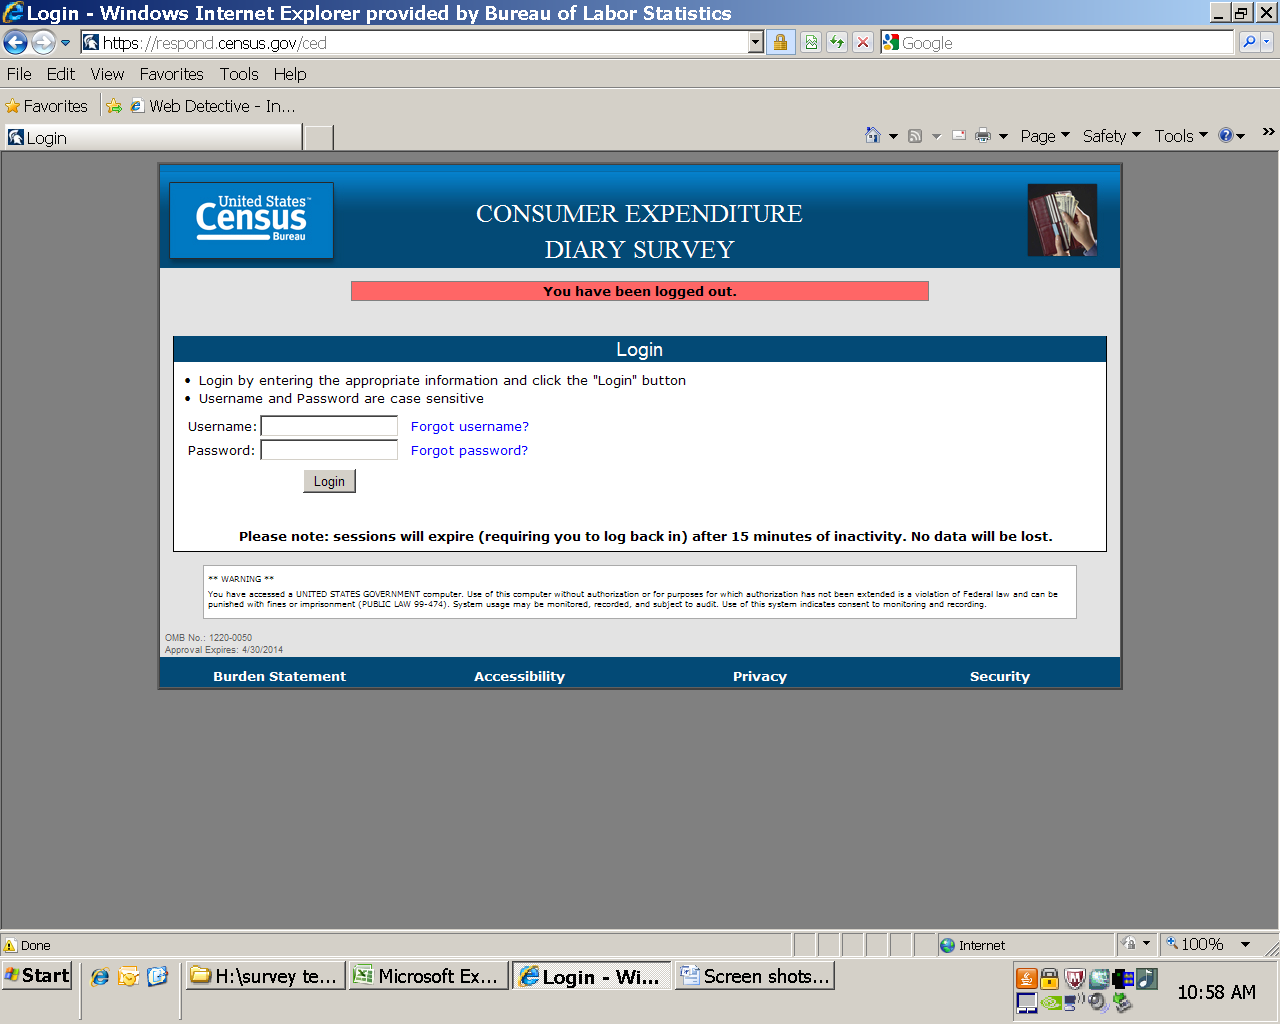 Login - Windows Internet Explorer provided by Bureau of Labor Statistics
https://respond.census.gov/ced
Google
File Edit View Favorites Tools Help
Favorites Web Detective - In...
Login
Page Safety Tools
United States™
Census
Bureau
CONSUMER EXPENDITURE
DIARY SURVEY
You have been logged out.
Login
• Login by entering the appropriate information and click the "Login" button
• Username and Password are case sensitive
Username: Forgot username?
Password: Forgot password?
Login
Please note: sessions will expire (requiring you to log back in) after 15 minutes of inactivity. No data will be lost.
** WARNING **
You have accessed a UNITED STATES GOVERNMENT computer. Use of this computer without authorization or for purposes for which authorization has not been extended is a violation of Federal law and can be
punished with fines or imprisonment (PUBLIC LAW 99-474). System usage may be monitored, recorded, and subject to audit. Use of this system indicates consent to monitoring and recording.
OMB No.: 1220-0050
Approval Expires: 4/30/2014
Burden Statement Accessibility Privacy Security
Done Internet 100%
Start H:\survey te... Microsoft Ex... Login - Wi... Screen shots... 10:58 AM